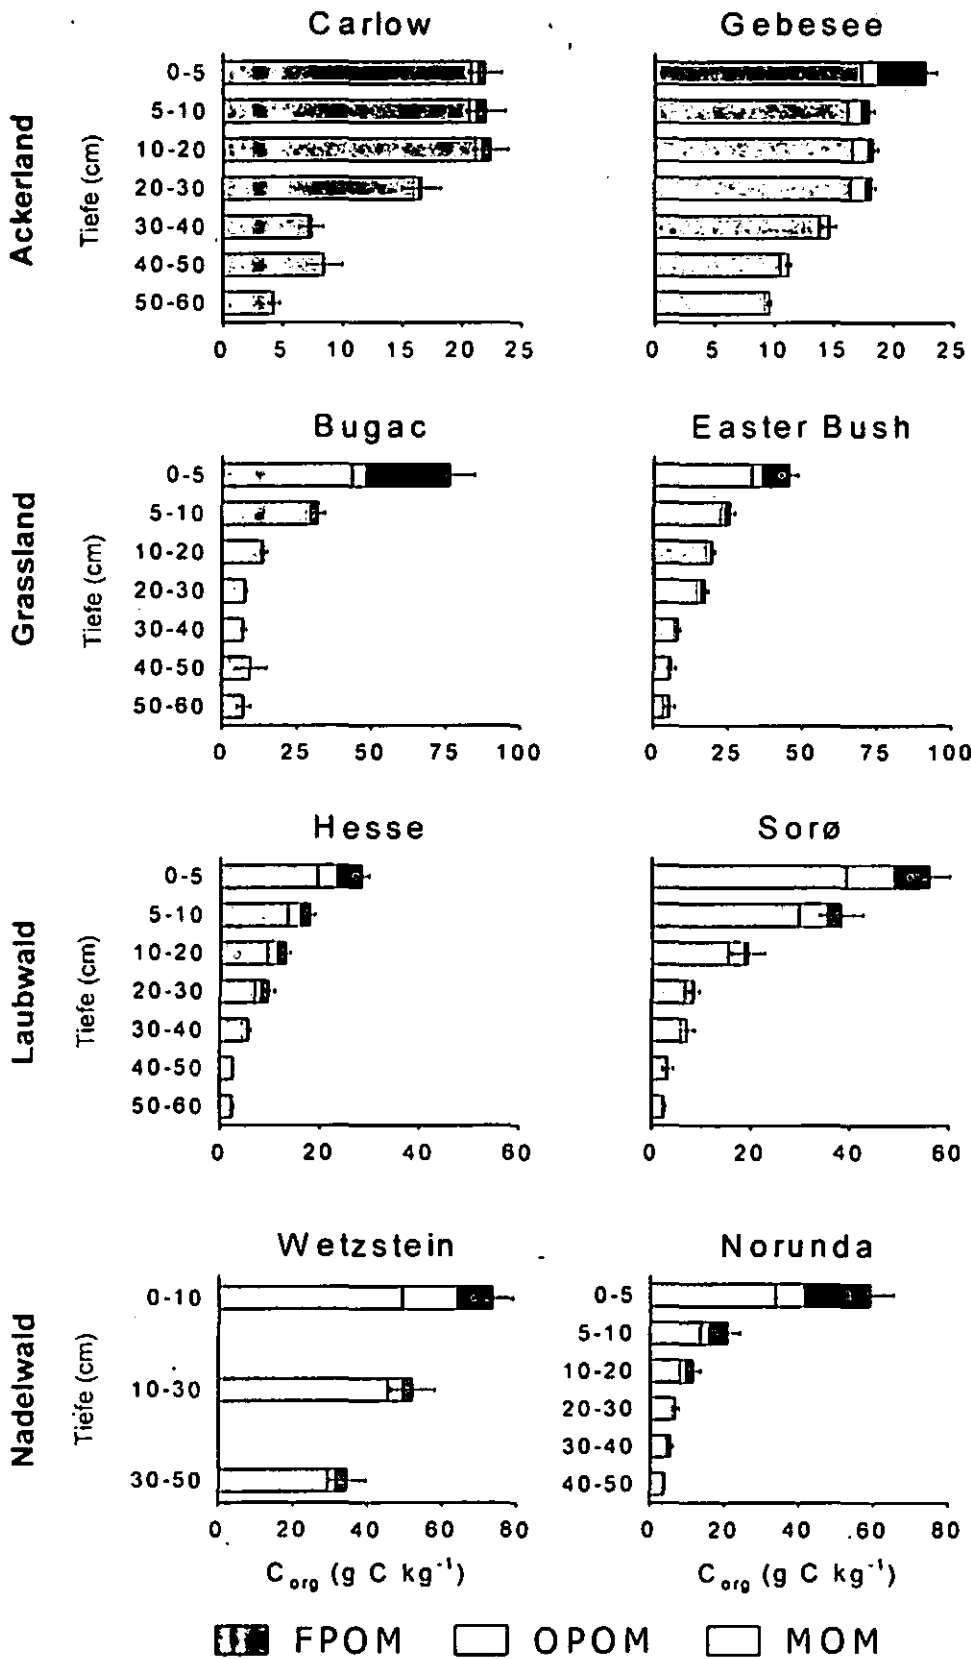 Carlow
Gebesee
Ackerland
Tiefe (cm)
0-5
5-10
10-20
20-30
30-40
40-50
50-60
0 5 10 15 20 25
0 5 10 15 20 25
Bugac
Easter Bush
Grassland
Tiefe (cm)
0-5
5-10
10-20
20-30
30-40
40-50
50-60
0 25 50 75 100
0 25 50 75 100
Hesse
Sorø
Laubwald
Tiefe (cm)
0-5
5-10
10-20
20-30
30-40
40-50
50-60
0 20 40 60
0 20 40 60
Wetzstein
Norunda
Nadelwald
Tiefe (cm)
0-10
10-30
30-50
0-5
5-10
10-20
20-30
30-40
40-50
0 20 40 60 80
0 20 40 60 80
C_org (g C kg⁻¹)
C_org (g C kg⁻¹)
FPOM OPOM MOM